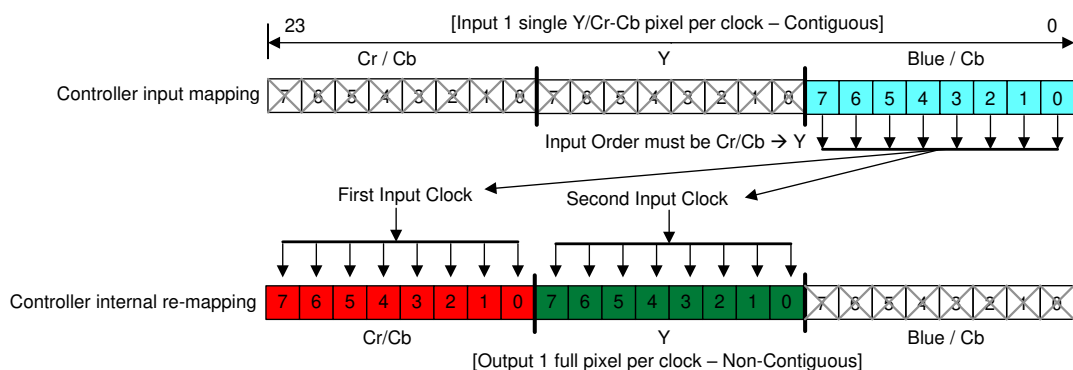 23 [Input 1 single Y/Cr-Cb pixel per clock – Contiguous] 0
Cr / Cb Y Blue / Cb
Controller input mapping 7 6 5 4 3 2 1 0 7 6 5 4 3 2 1 0 7 6 5 4 3 2 1 0
Input Order must be Cr/Cb → Y
First Input Clock Second Input Clock
Controller internal re-mapping 7 6 5 4 3 2 1 0 7 6 5 4 3 2 1 0 7 6 5 4 3 2 1 0
Cr/Cb Y Blue / Cb
[Output 1 full pixel per clock – Non-Contiguous]